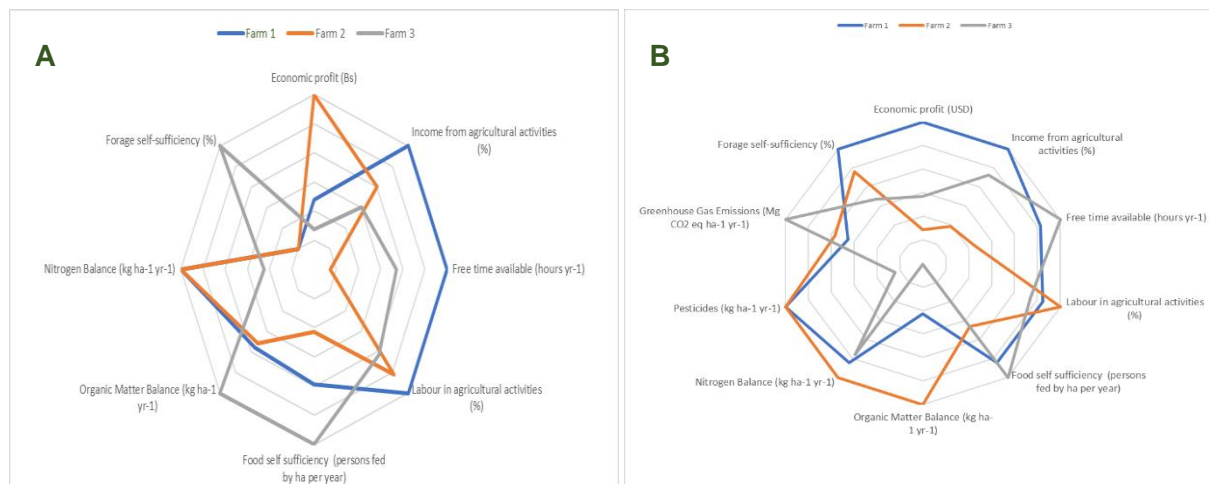 Farm 1 Farm 2 Farm 3
A
Economic profit (Bs)
Income from agricultural activities
(%)
Free time available (hours yr-1)
Labour in agricultural activities
(%)
Food self sufficiency (persons fed
by ha per year)
Organic Matter Balance (kg ha-1
yr-1)
Nitrogen Balance (kg ha-1 yr-1)
Forage self-sufficiency (%)
Farm 1 Farm 2 Farm 3
B
Economic profit (USD)
Income from agricultural
activities (%)
Free time available (hours yr-1)
Labour in agricultural activities
(%)
Food self sufficiency (persons
fed by ha per year)
Organic Matter Balance (kg ha-
1 yr-1)
Nitrogen Balance (kg ha-1 yr-1)
Pesticides (kg ha-1 yr-1)
Greenhouse Gas Emissions (Mg
CO2 eq ha-1 yr-1)
Forage self-sufficiency (%)